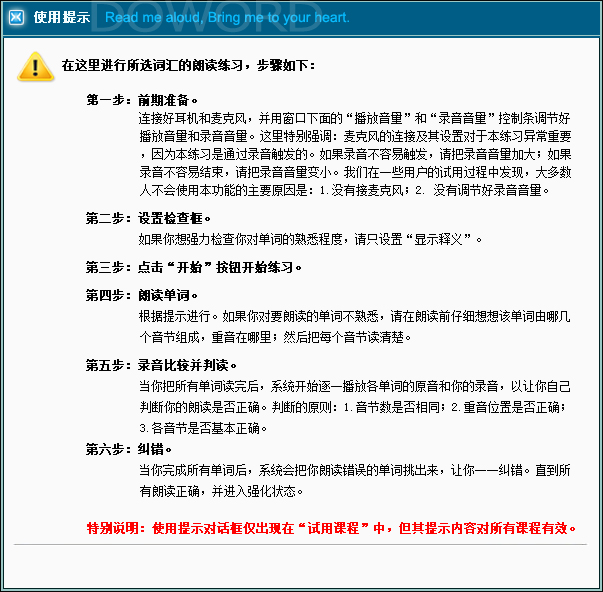 DOWORD
使用提示 Read me aloud, Bring me to your heart.
在这里进行所选词汇的朗读练习，步骤如下：
第一步：前期准备。
连接好耳机和麦克风，并用窗口下面的“播放音量”和“录音音量”控制条调节好
播放音量和录音音量。这里特别强调：麦克风的连接及其设置对于本练习异常重要
，因为本练习是通过录音触发的。如果录音不容易触发，请把录音音量加大；如果
录音不容易结束，请把录音音量变小。我们在一些用户的试用过程中发现，大多数
人不会使用本功能的主要原因是：1.没有接麦克风；2. 没有调节好录音音量。
第二步：设置检查框。
如果你想强力检查你对单词的熟悉程度，请只设置“显示释义”。
第三步：点击“开始”按钮开始练习。
第四步：朗读单词。
根据提示进行。如果你对要朗读的单词不熟悉，请在朗读前仔细想想该单词由哪几
个音节组成，重音在哪里；然后把每个音节读清楚。
第五步：录音比较并判读。
当你把所有单词读完后，系统开始逐一播放各单词的原音和你的录音，以让你自己
判断你的朗读是否正确。判断的原则：1.音节数是否相同；2.重音位置是否正确；
3.各音节是否基本正确。
第六步：纠错。
当你完成所有单词后，系统会把你朗读错误的单词挑出来，让你一一纠错。直到所
有朗读正确，并进入强化状态。
特别说明：使用提示对话框仅出现在“试用课程”中，但其提示内容对所有课程有效。